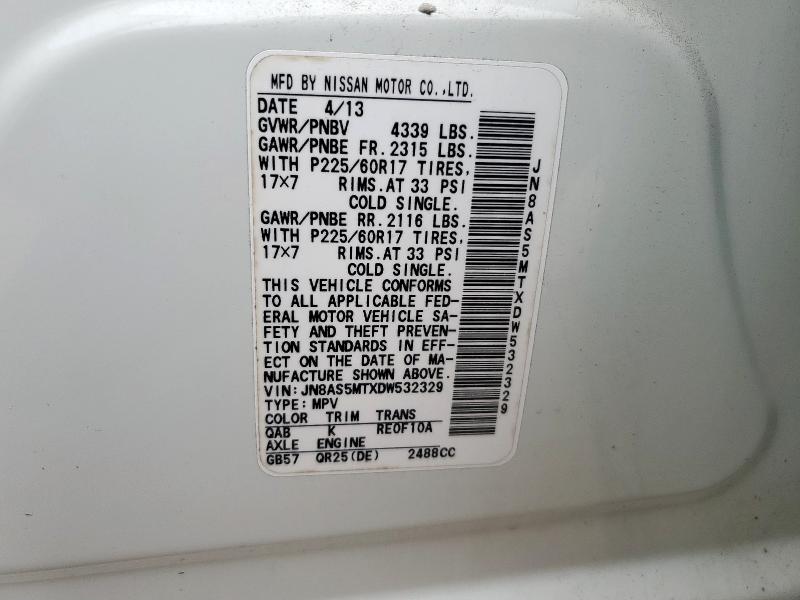 MFD BY NISSAN MOTOR CO.,LTD.
DATE 4/13
GVWR/PNBV 4339 LBS.
GAWR/PNBE FR. 2315 LBS.
WITH P225/60R17 TIRES,
17×7 RIMS.AT 33 PSI
COLD SINGLE.
GAWR/PNBE RR. 2116 LBS.
WITH P225/60R17 TIRES,
17×7 RIMS.AT 33 PSI
COLD SINGLE.
THIS VEHICLE CONFORMS
TO ALL APPLICABLE FED-
ERAL MOTOR VEHICLE SA-
FETY AND THEFT PREVEN-
TION STANDARDS IN EFF-
ECT ON THE DATE OF MA-
NUFACTURE SHOWN ABOVE.
VIN: JN8AS5MTXDW532329
TYPE: MPV
COLOR TRIM TRANS
QAB K RE0F10A
AXLE ENGINE
GB57 QR25(DE) 2488CC
JN8AS5MTXDW532329